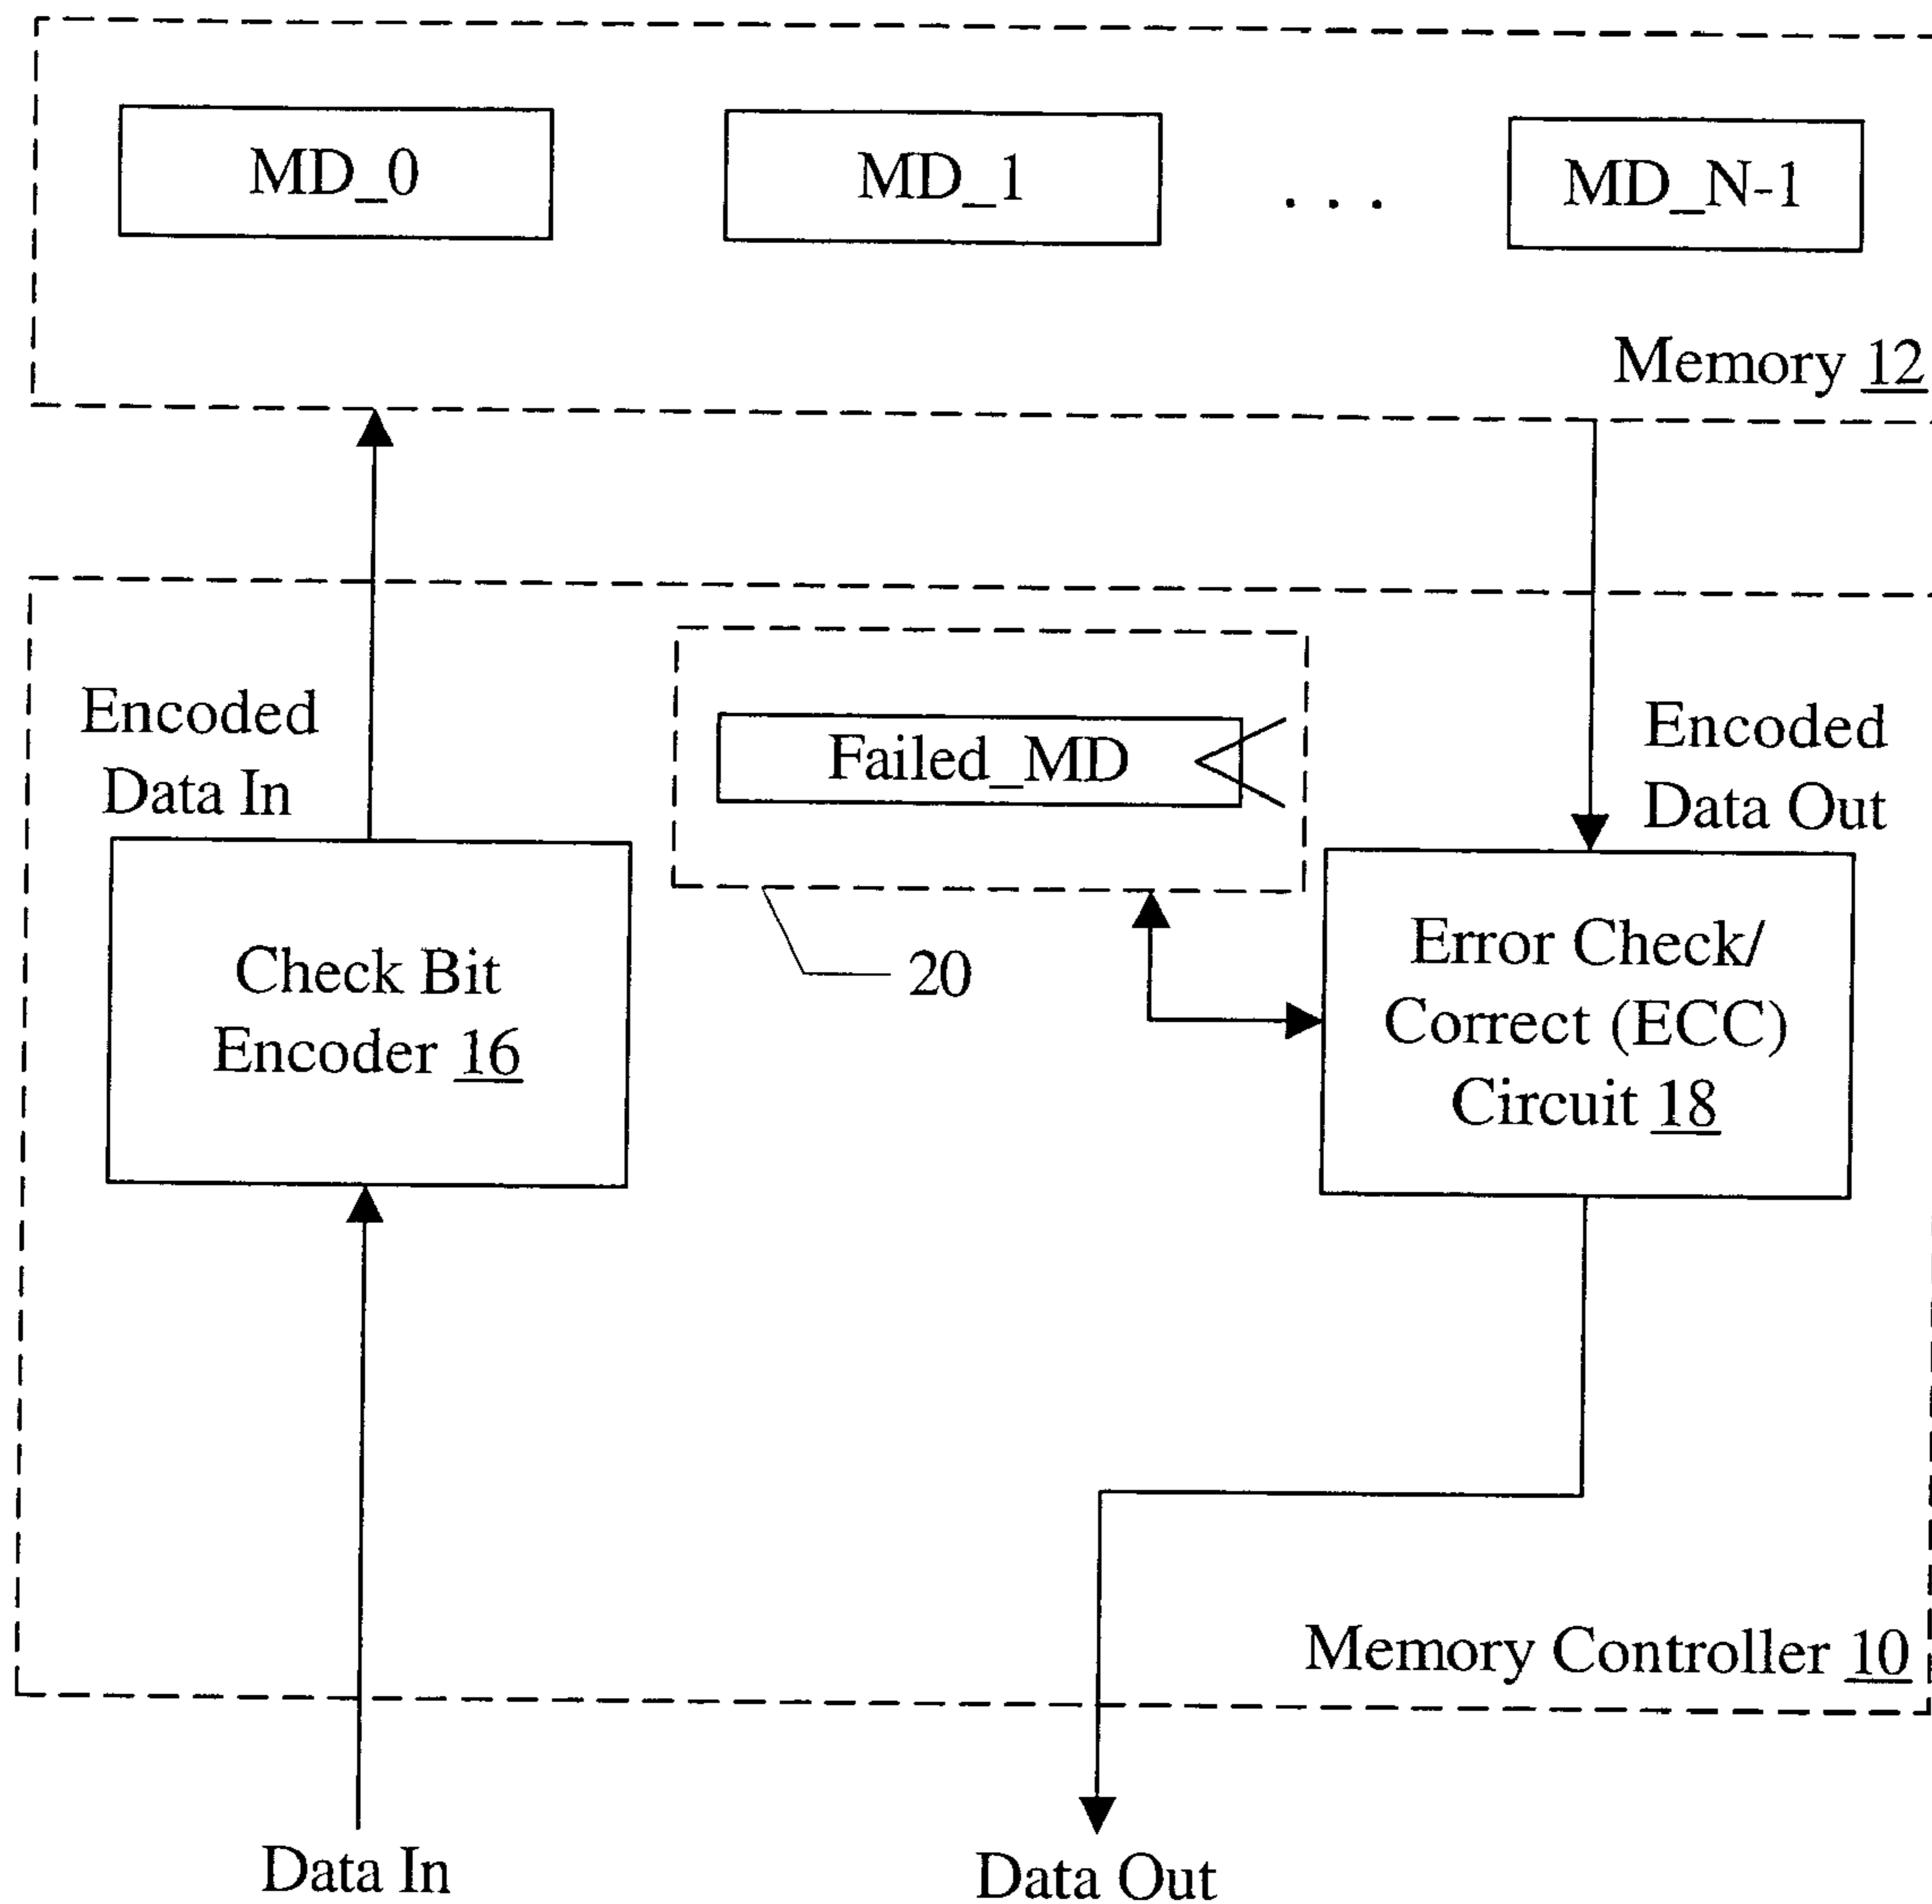 MD_0
MD_1
. . .
MD_N-1
Memory 12
Encoded
Data In
Failed_MD
Encoded
Data Out
Check Bit
Encoder 16
20
Error Check/
Correct (ECC)
Circuit 18
Memory Controller 10
Data In
Data Out